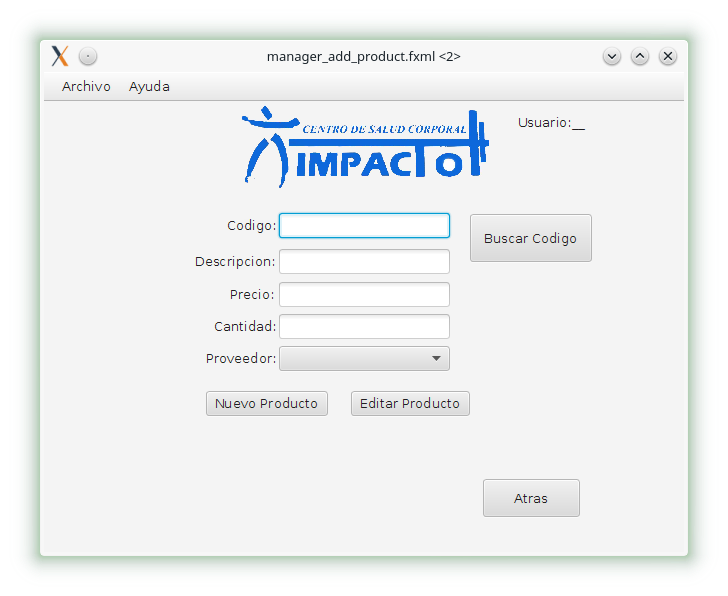 manager_add_product.fxml <2>
Archivo Ayuda
CENTRO DE SALUD CORPORAL
IMPACTO
Usuario:__
Codigo:
Buscar Codigo
Descripcion:
Precio:
Cantidad:
Proveedor:
Nuevo Producto Editar Producto
Atras